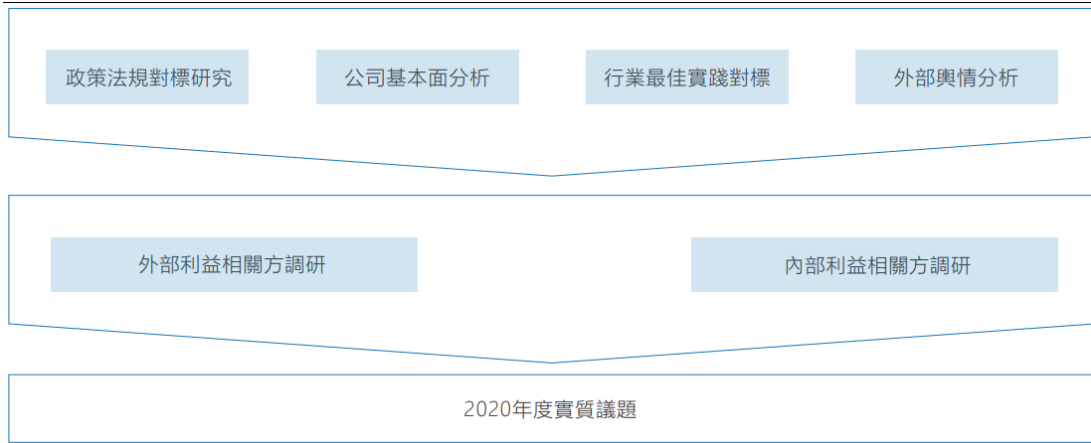 政策法規對標研究
公司基本面分析
行業最佳實踐對標
外部輿情分析
外部利益相關方調研
內部利益相關方調研
2020年度實質議題